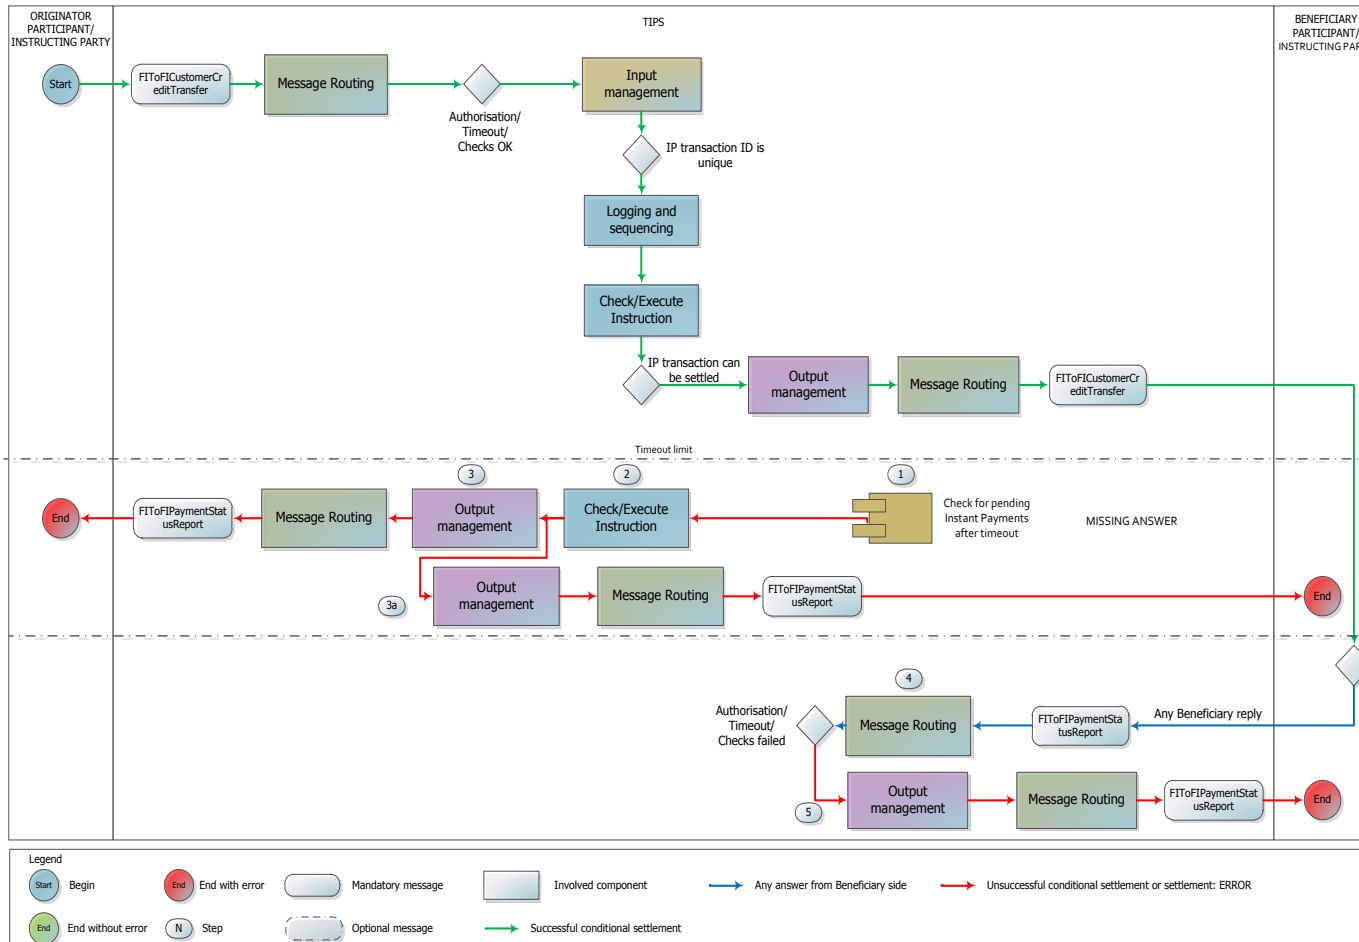 ORIGINATOR
PARTICIPANT/
INSTRUCTING PARTY
TIPS
BENEFICIARY
PARTICIPANT/
INSTRUCTING PAR
Start
FIToFICustomerCr
editTransfer
Message Routing
Authorisation/
Timeout/
Checks OK
Input
management
IP transaction ID is
unique
Logging and
sequencing
Check/Execute
Instruction
IP transaction can
be settled
Output
management
Message Routing
FIToFICustomerCr
editTransfer
Timeout limit
3
2
1
End
FIToFIPaymentStat
usReport
Message Routing
Output
management
Check/Execute
Instruction
Check for pending
Instant Payments
after timeout
MISSING ANSWER
3a
Output
management
Message Routing
FIToFIPaymentStat
usReport
End
4
Authorisation/
Timeout/
Checks failed
Message Routing
FIToFIPaymentSta
tusReport
Any Beneficiary reply
5
Output
management
Message Routing
FIToFIPaymentStat
usReport
End
Legend
Start
Begin
End
End with error
Mandatory message
Involved component
Any answer from Beneficiary side
Unsuccessful conditional settlement or settlement: ERROR
End
End without error
N
Step
Optional message
Successful conditional settlement